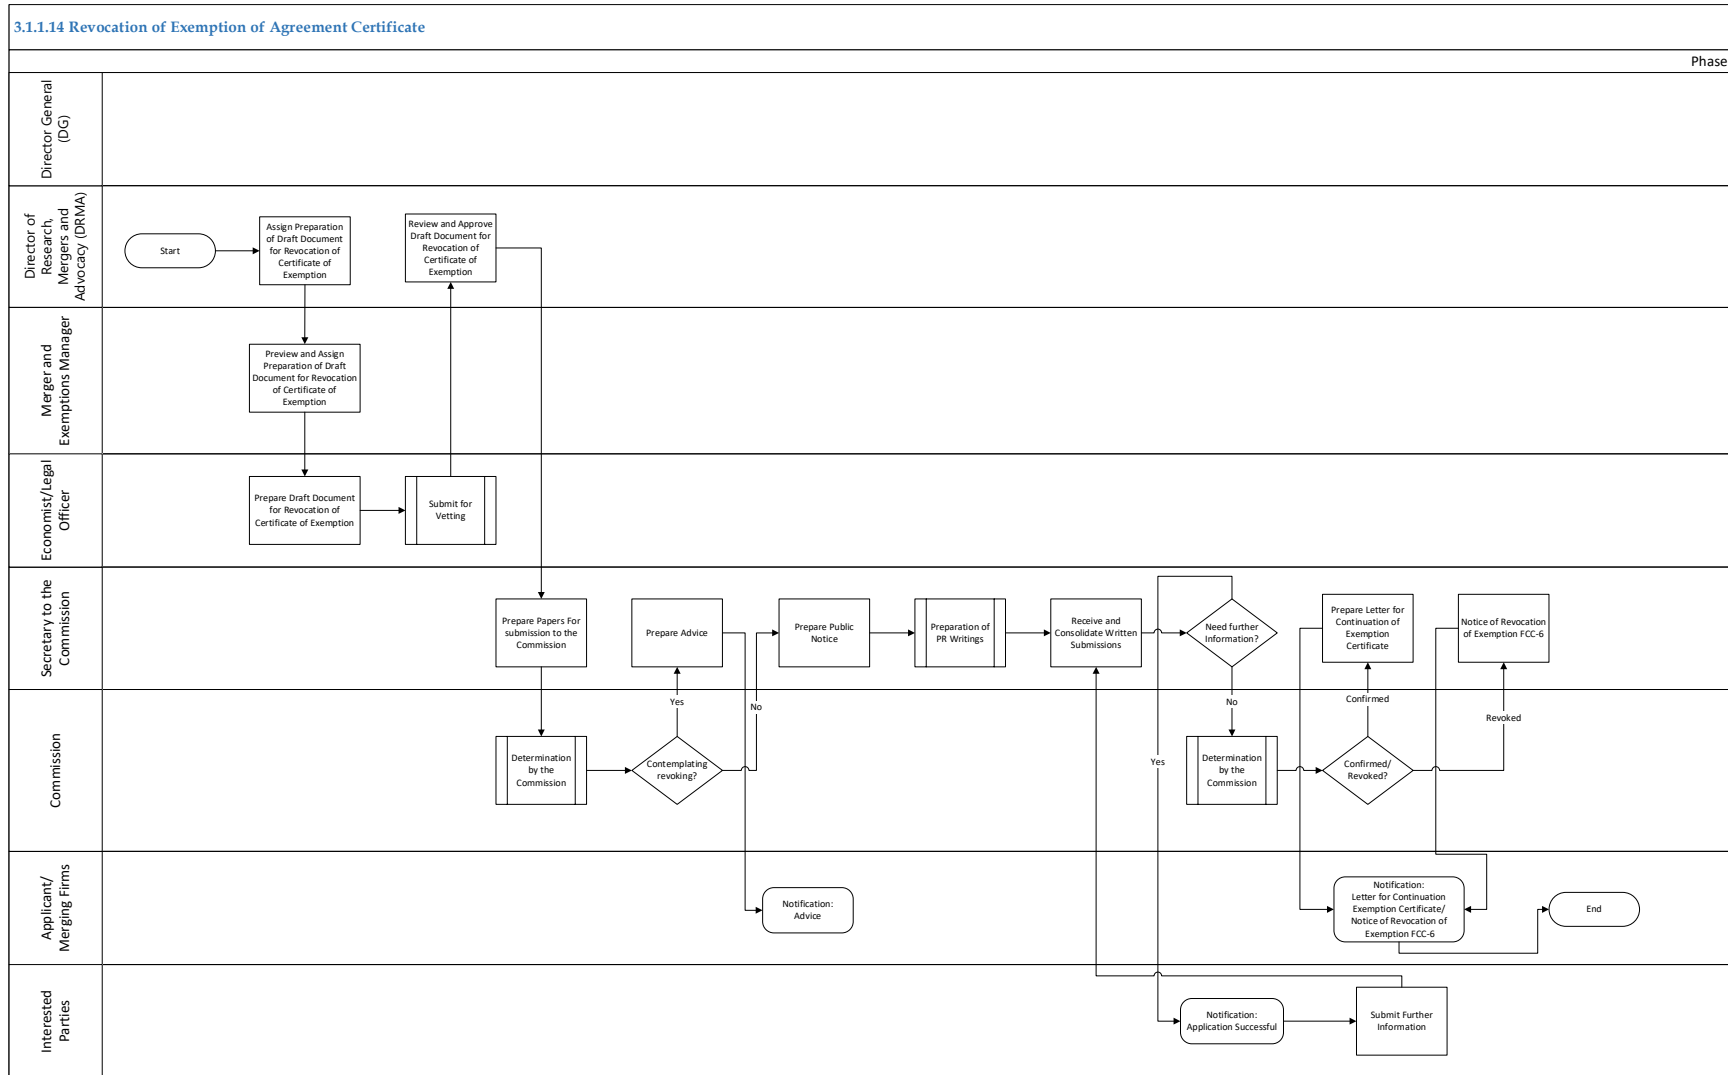 3.1.1.14 Revocation of Exemption of Agreement Certificate
Phase
Director General
(DG)
Director of
Research,
Mergers and
Advocacy (DRMA)
Start
Assign Preparation
of Draft Document
for Revocation of
Certificate of
Exemption
Review and Approve
Draft Document for
Revocation of
Certificate of
Exemption
Merger and
Exemptions Manager
Preview and Assign
Preparation of Draft
Document for Revocation
of Certificate of
Exemption
Economist/Legal
Officer
Prepare Draft Document
for Revocation of
Certificate of Exemption
Submit for
Vetting
Secretary to the
Commission
Prepare Papers For
submission to the
Commission
Prepare Advice
Prepare Public
Notice
Preparation of
PR Writings
Receive and
Consolidate Written
Submissions
Need further
Information?
Prepare Letter for
Continuation of
Exemption
Certificate
Notice of Revocation
of Exemption FCC-6
Commission
Determination
by the
Commission
Contemplating
revoking?
Yes
No
Yes
No
Determination
by the
Commission
Confirmed/
Revoked?
Confirmed
Revoked
Applicant/
Merging Firms
Notification:
Advice
Notification:
Letter for Continuation
Exemption Certificate/
Notice of Revocation of
Exemption FCC-6
End
Interested
Parties
Notification:
Application Successful
Submit Further
Information